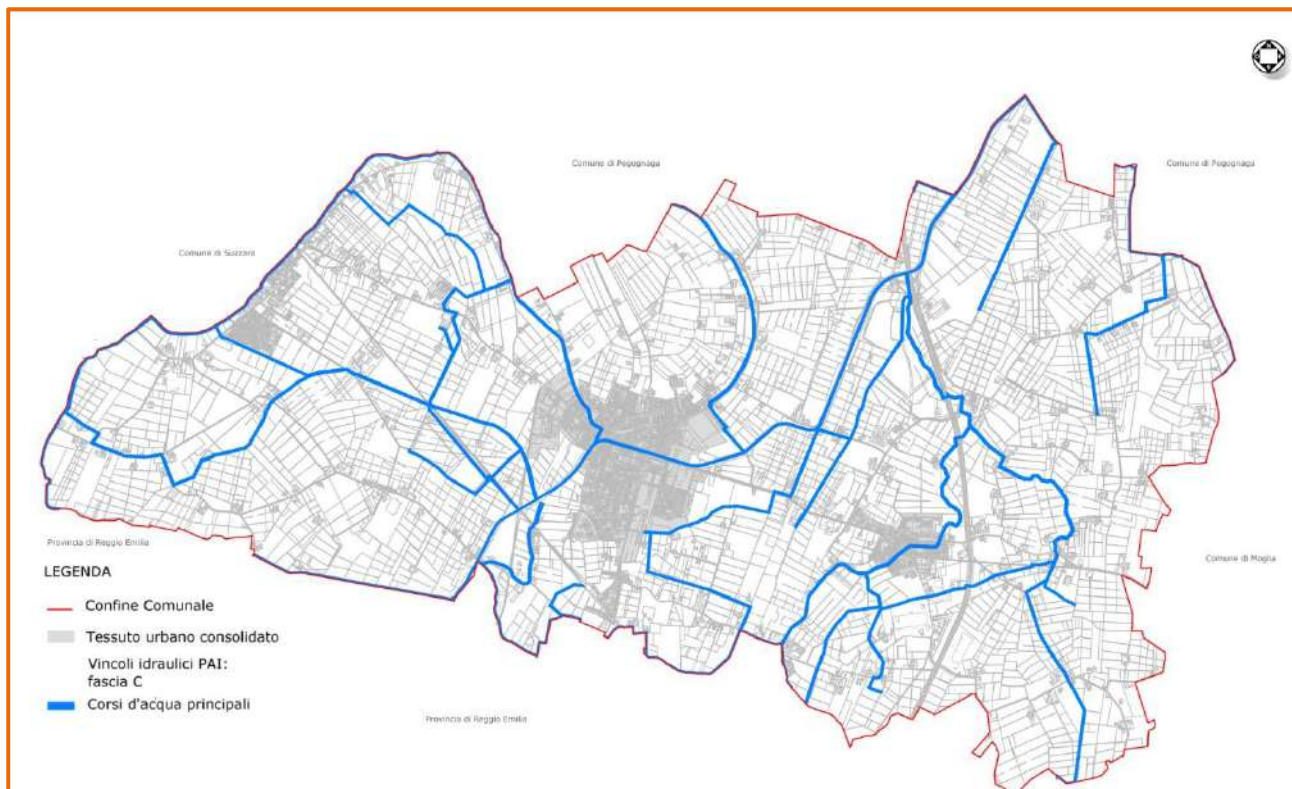 Comune di Pegognaga
Comune di Pegognaga
Comune di Suzzara
Provincia di Reggio Emilia
Comune di Moglia
LEGENDA
Confine Comunale
Tessuto urbano consolidato
Vincoli idraulici PAI:
fascia C
Corsi d'acqua principali
Provincia di Reggio Emilia